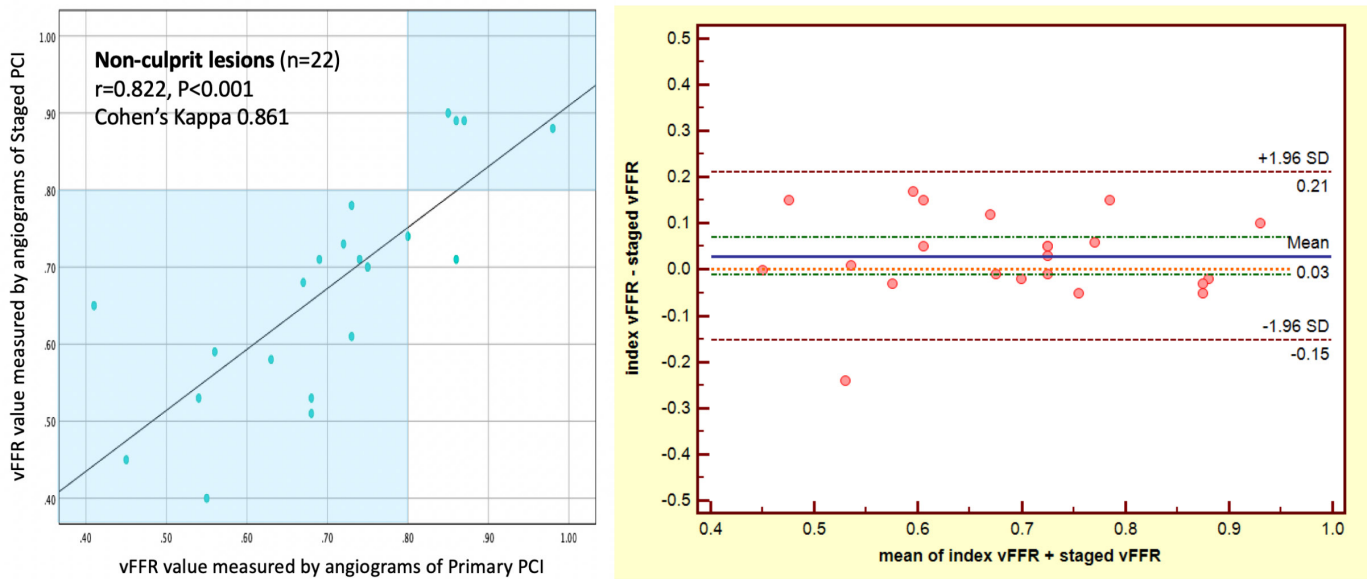 vFFR value measured by angiograms of Staged PCI
1.00
.90
.80
.70
.60
.50
.40
Non-culprit lesions (n=22)
r=0.822, P<0.001
Cohen's Kappa 0.861
.40 .50 .60 .70 .80 .90 1.00
vFFR value measured by angiograms of Primary PCI
index vFFR - staged vFFR
0.5
0.4
0.3
0.2
0.1
0.0
-0.1
-0.2
-0.3
-0.4
-0.5
+1.96 SD
0.21
Mean
0.03
-1.96 SD
-0.15
0.4 0.5 0.6 0.7 0.8 0.9 1.0
mean of index vFFR + staged vFFR